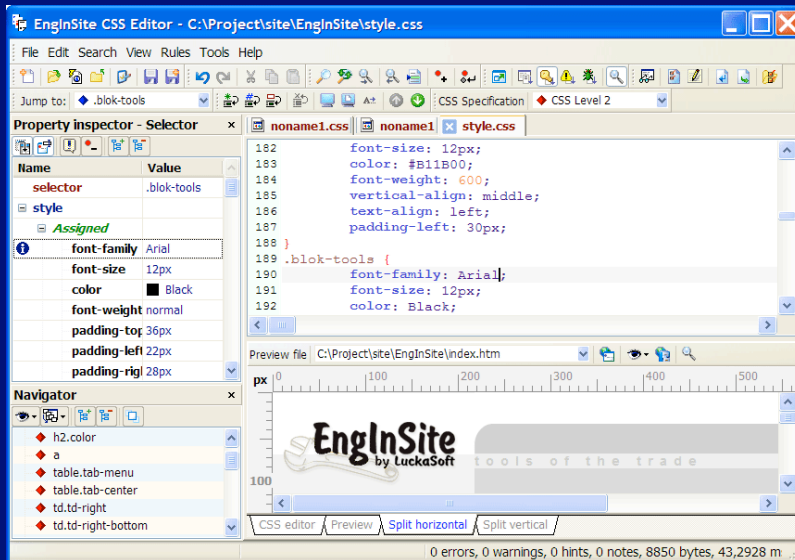 EngInSite CSS Editor - C:\Project\site\EngInSite\style.css
File Edit Search View Rules Tools Help
Jump to: .blok-tools CSS Specification CSS Level 2
Property inspector - Selector
Name Value
selector .blok-tools
style
Assigned
font-family Arial
font-size 12px
color Black
font-weight normal
padding-top 36px
padding-left 22px
padding-rig 28px
noname1.css noname1 style.css
182 font-size: 12px;
183 color: #B11B00;
184 font-weight: 600;
185 vertical-align: middle;
186 text-align: left;
187 padding-left: 30px;
188 }
189 .blok-tools {
190 font-family: Arial;
191 font-size: 12px;
192 color: Black;
Preview file C:\Project\site\EngInSite\index.htm
px 0 100 200 300 400 500
100
EngInSite
by LuckaSoft
tools of the trade
Navigator
h2.color
a
table.tab-menu
table.tab-center
td.td-right
td.td-right-bottom
CSS editor Preview Split horizontal Split vertical
0 errors, 0 warnings, 0 hints, 0 notes, 8850 bytes, 43,2928 m